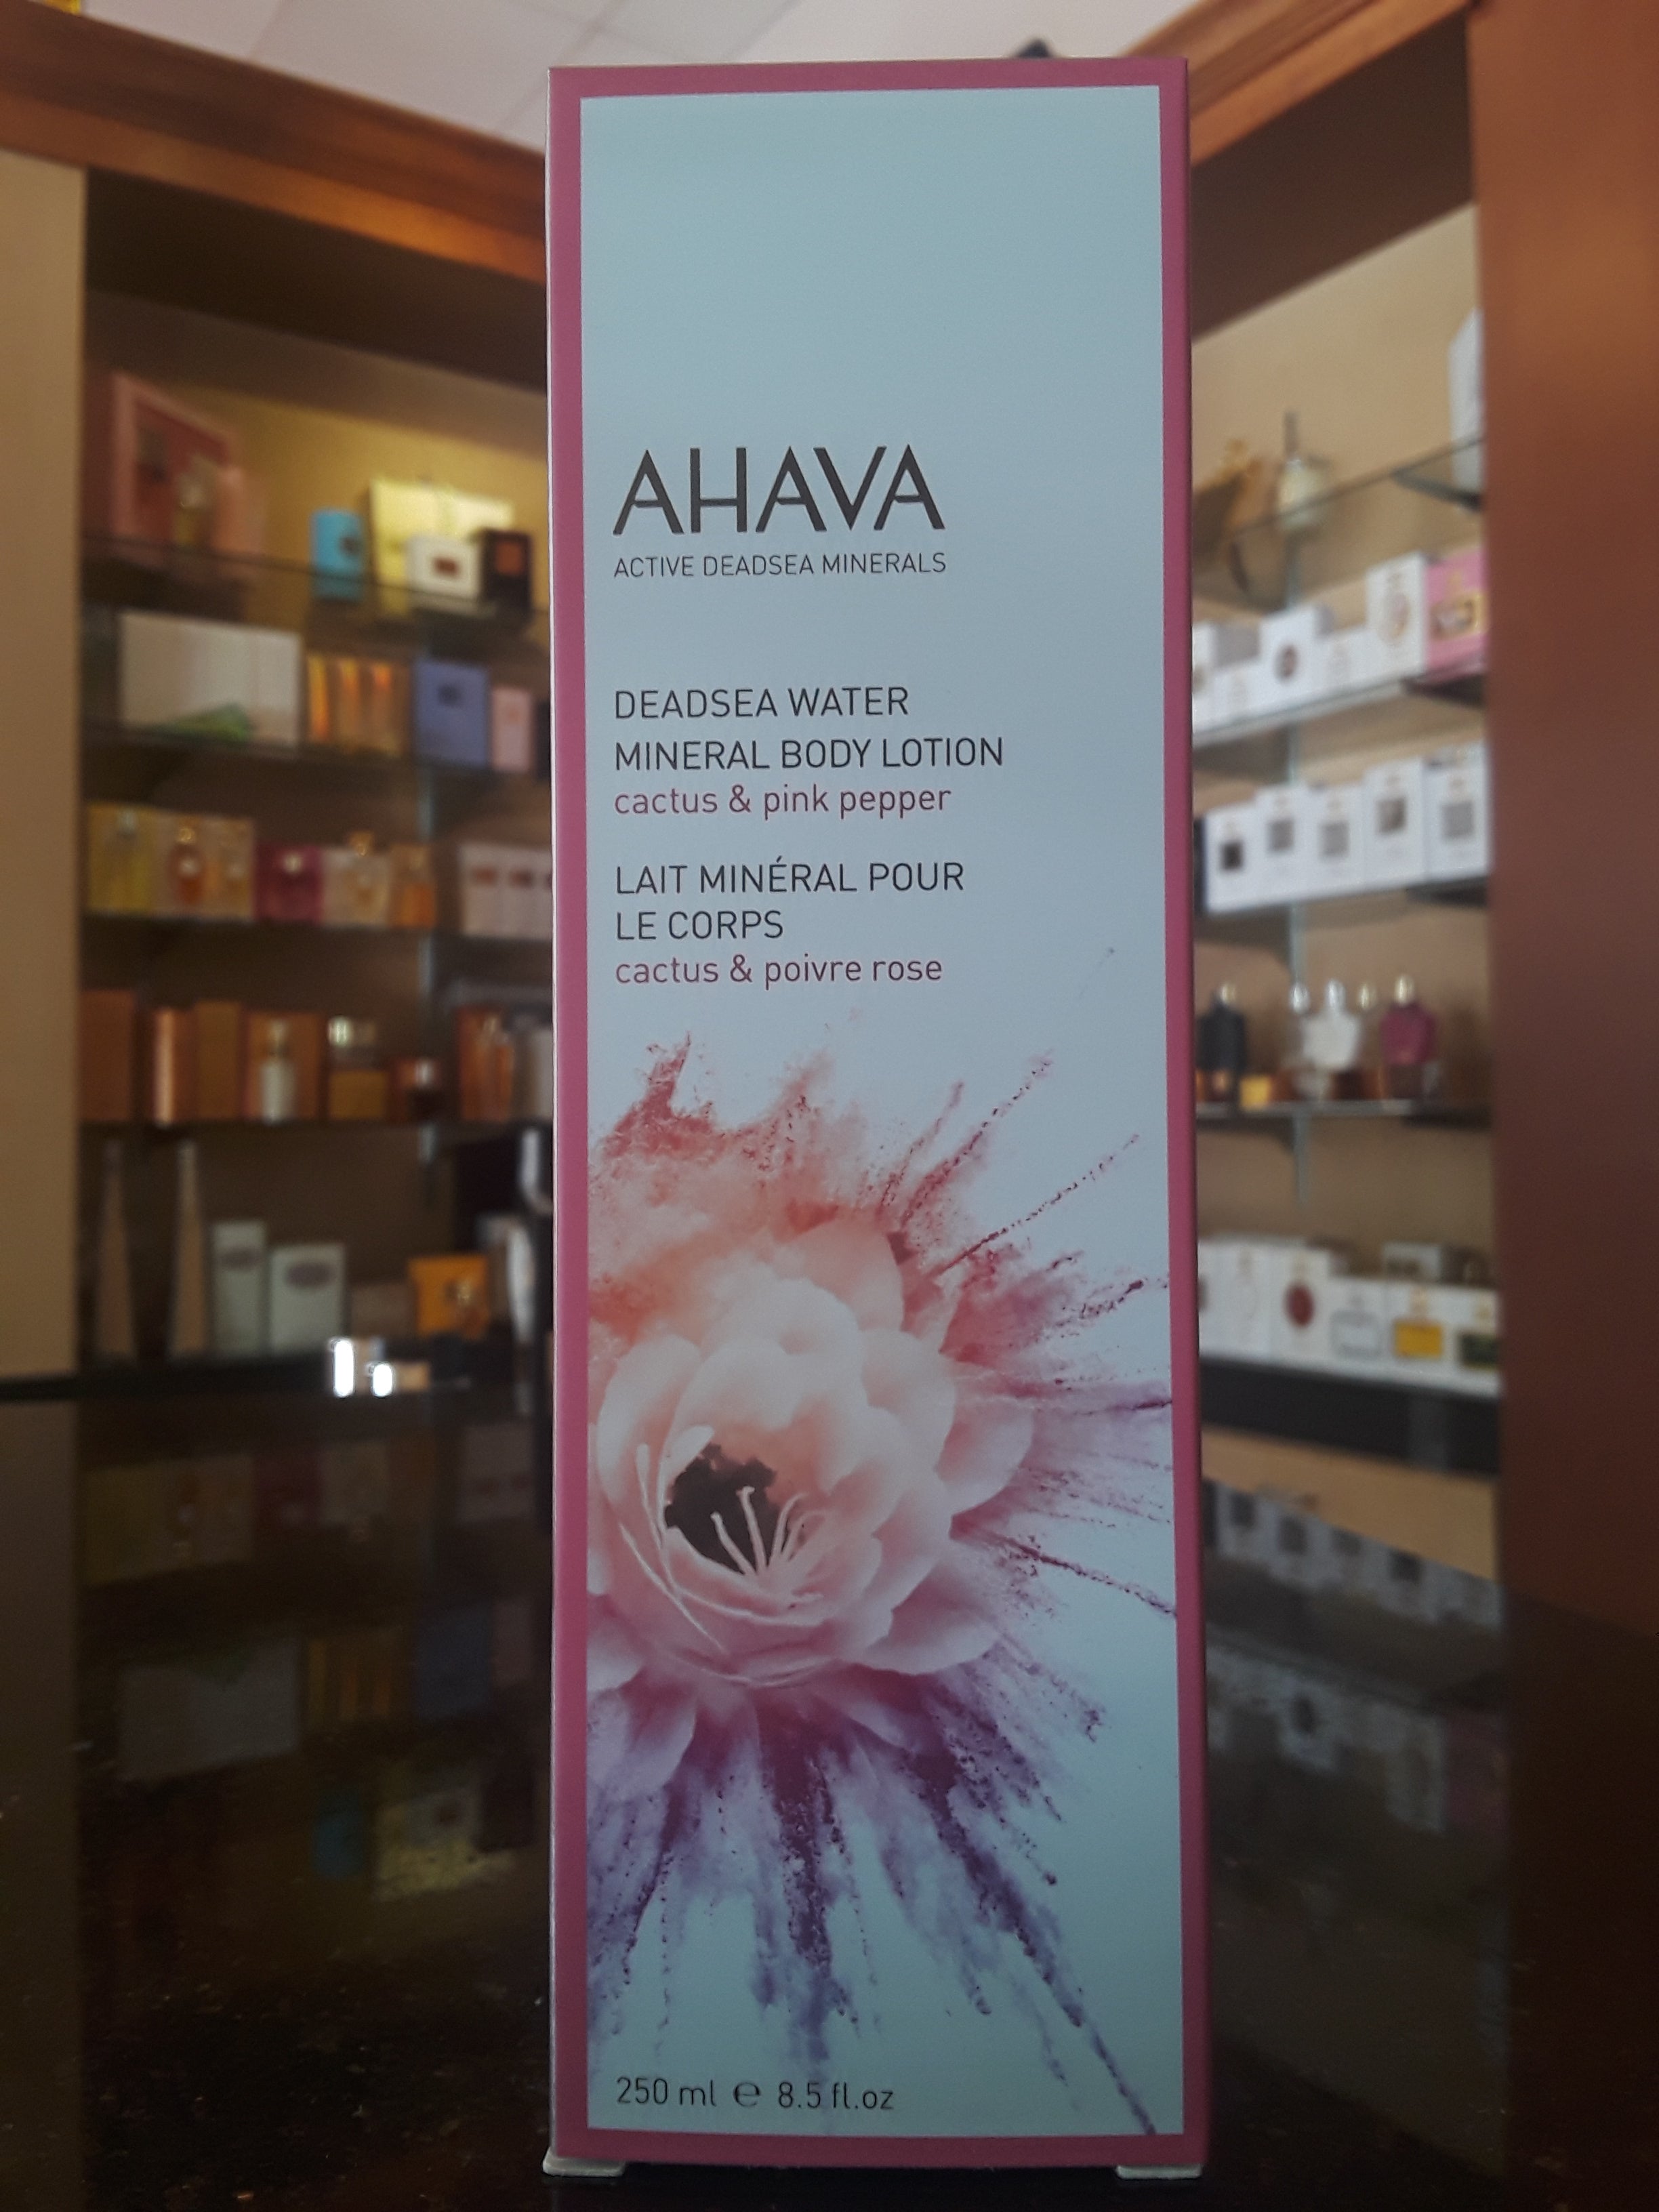 AHAVA
ACTIVE DEADSEA MINERALS
DEADSEA WATER
MINERAL BODY LOTION
cactus & pink pepper
LAIT MINÉRAL POUR
LE CORPS
cactus & poivre rose
250 ml ℮ 8.5 fl.oz